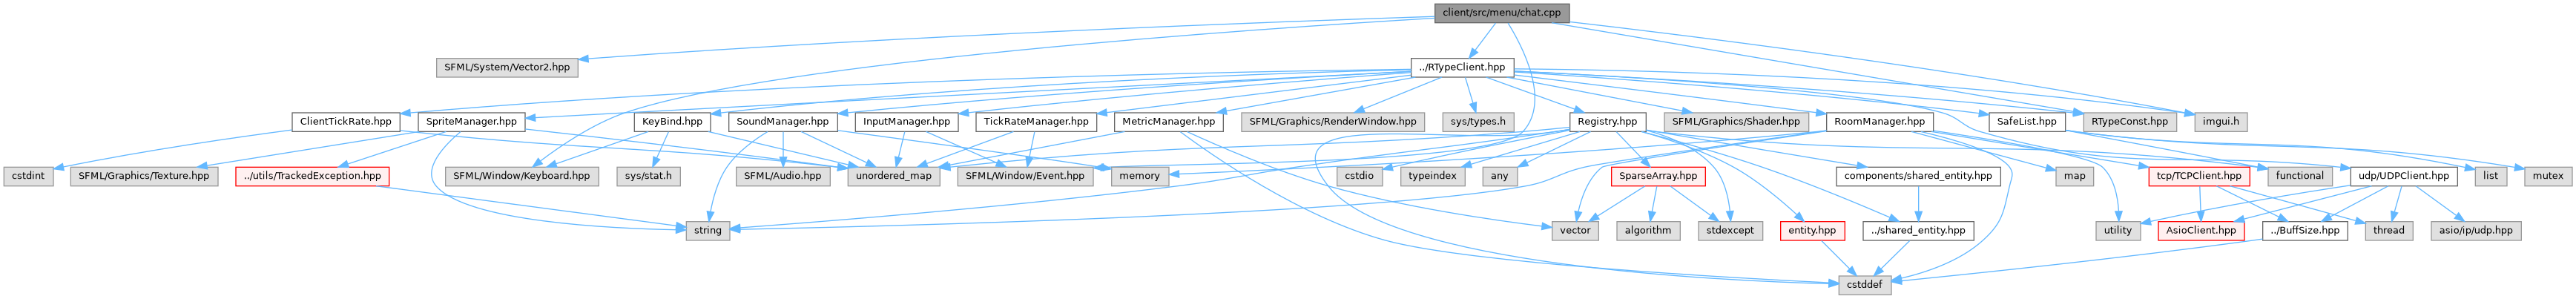 client/src/menu/chat.cpp
SFML/System/Vector2.hpp
../RTypeClient.hpp
ClientTickRate.hpp
SpriteManager.hpp
KeyBind.hpp
SoundManager.hpp
InputManager.hpp
TickRateManager.hpp
MetricManager.hpp
SFML/Graphics/RenderWindow.hpp
sys/types.h
Registry.hpp
SFML/Graphics/Shader.hpp
RoomManager.hpp
SafeList.hpp
RTypeConst.hpp
imgui.h
cstdint
SFML/Graphics/Texture.hpp
../utils/TrackedException.hpp
SFML/Window/Keyboard.hpp
sys/stat.h
SFML/Audio.hpp
unordered_map
SFML/Window/Event.hpp
memory
cstdio
typeindex
any
SparseArray.hpp
components/shared_entity.hpp
map
tcp/TCPClient.hpp
functional
udp/UDPClient.hpp
list
mutex
string
vector
algorithm
stdexcept
entity.hpp
../shared_entity.hpp
utility
AsioClient.hpp
../BuffSize.hpp
thread
asio/ip/udp.hpp
cstddef